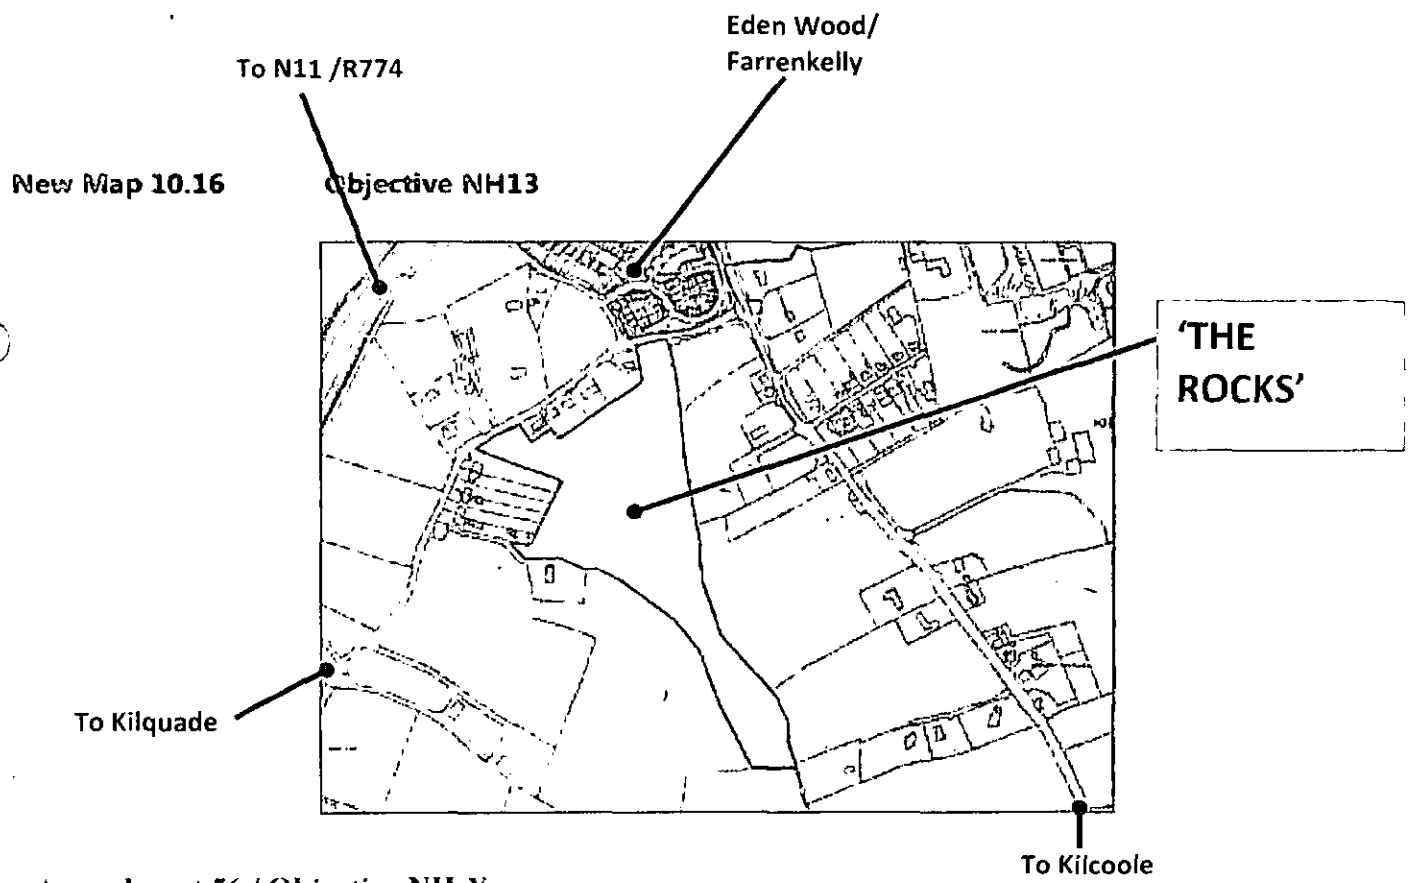 Eden Wood/
Farrenkelly
To N11 /R774
New Map 10.16 Objective NH13
'THE
ROCKS'
To Kilquade
To Kilcoole